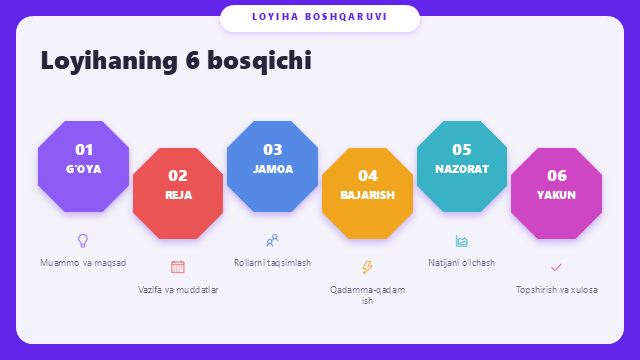 LOYIHA BOSHQARUVI
Loyihaning 6 bosqichi
01
G'OYA
Muammo va maqsad
02
REJA
Vazifa va muddatlar
03
JAMOA
Rollarni taqsimlash
04
BAJARISH
Qadamma-qadam
ish
05
NAZORAT
Natijani o'lchash
06
YAKUN
Topshirish va xulosa